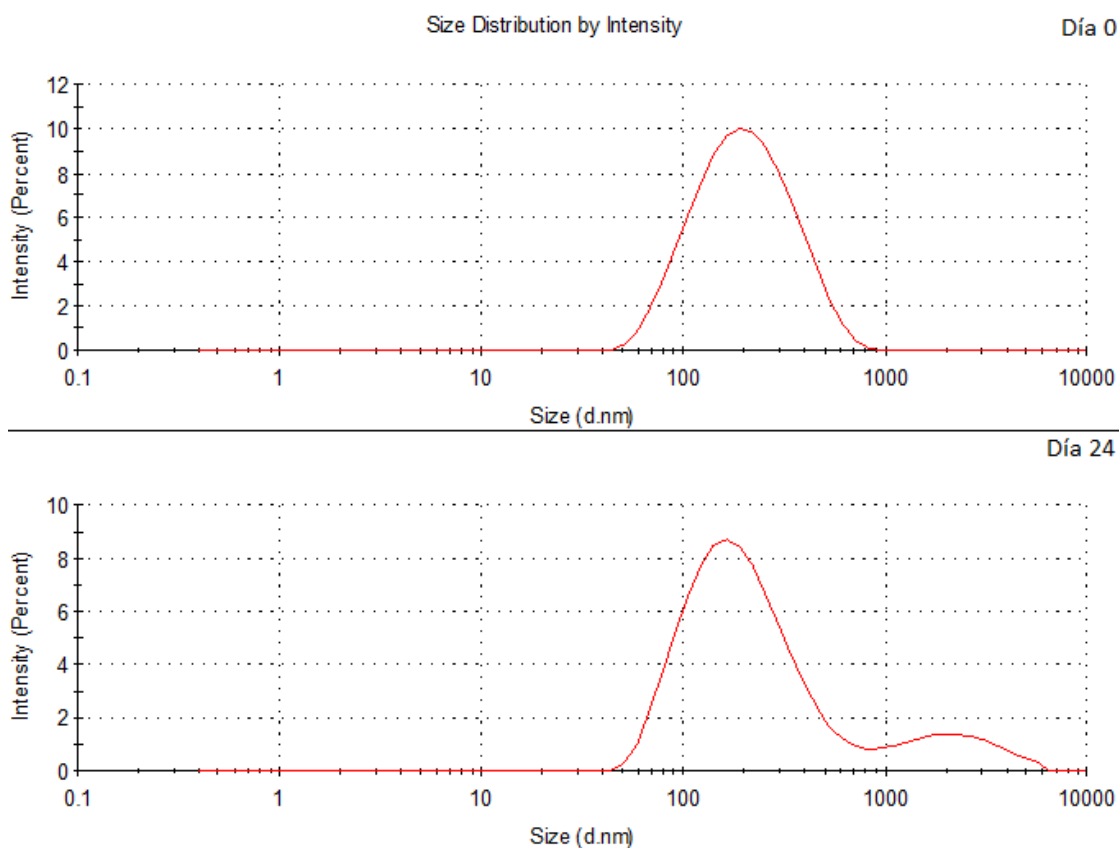 Size Distribution by Intensity
Día 0
Intensity (Percent)
12
10
8
6
4
2
0
0.1 1 10 100 1000 10000
Size (d.nm)
Día 24
Intensity (Percent)
10
8
6
4
2
0
0.1 1 10 100 1000 10000
Size (d.nm)